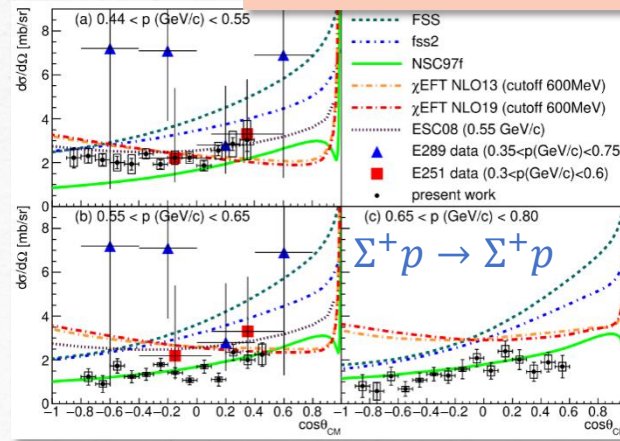 (a) 0.44 < p (GeV/c) < 0.55
dσ/dΩ [mb/sr]
8
6
4
2
0
FSS
fss2
NSC97f
χEFT NLO13 (cutoff 600MeV)
χEFT NLO19 (cutoff 600MeV)
ESC08 (0.55 GeV/c)
E289 data (0.35<p(GeV/c)<0.75)
E251 data (0.3<p(GeV/c)<0.6)
present work
(b) 0.55 < p (GeV/c) < 0.65
(c) 0.65 < p (GeV/c) < 0.80
Σ⁺p → Σ⁺p
dσ/dΩ [mb/sr]
8
6
4
2
0
-1 -0.8 -0.6 -0.4 -0.2 0 0.2 0.4 0.6 0.8 -1 -0.8 -0.6 -0.4 -0.2 0 0.2 0.4 0.6 0.8
cosθCM
cosθCM